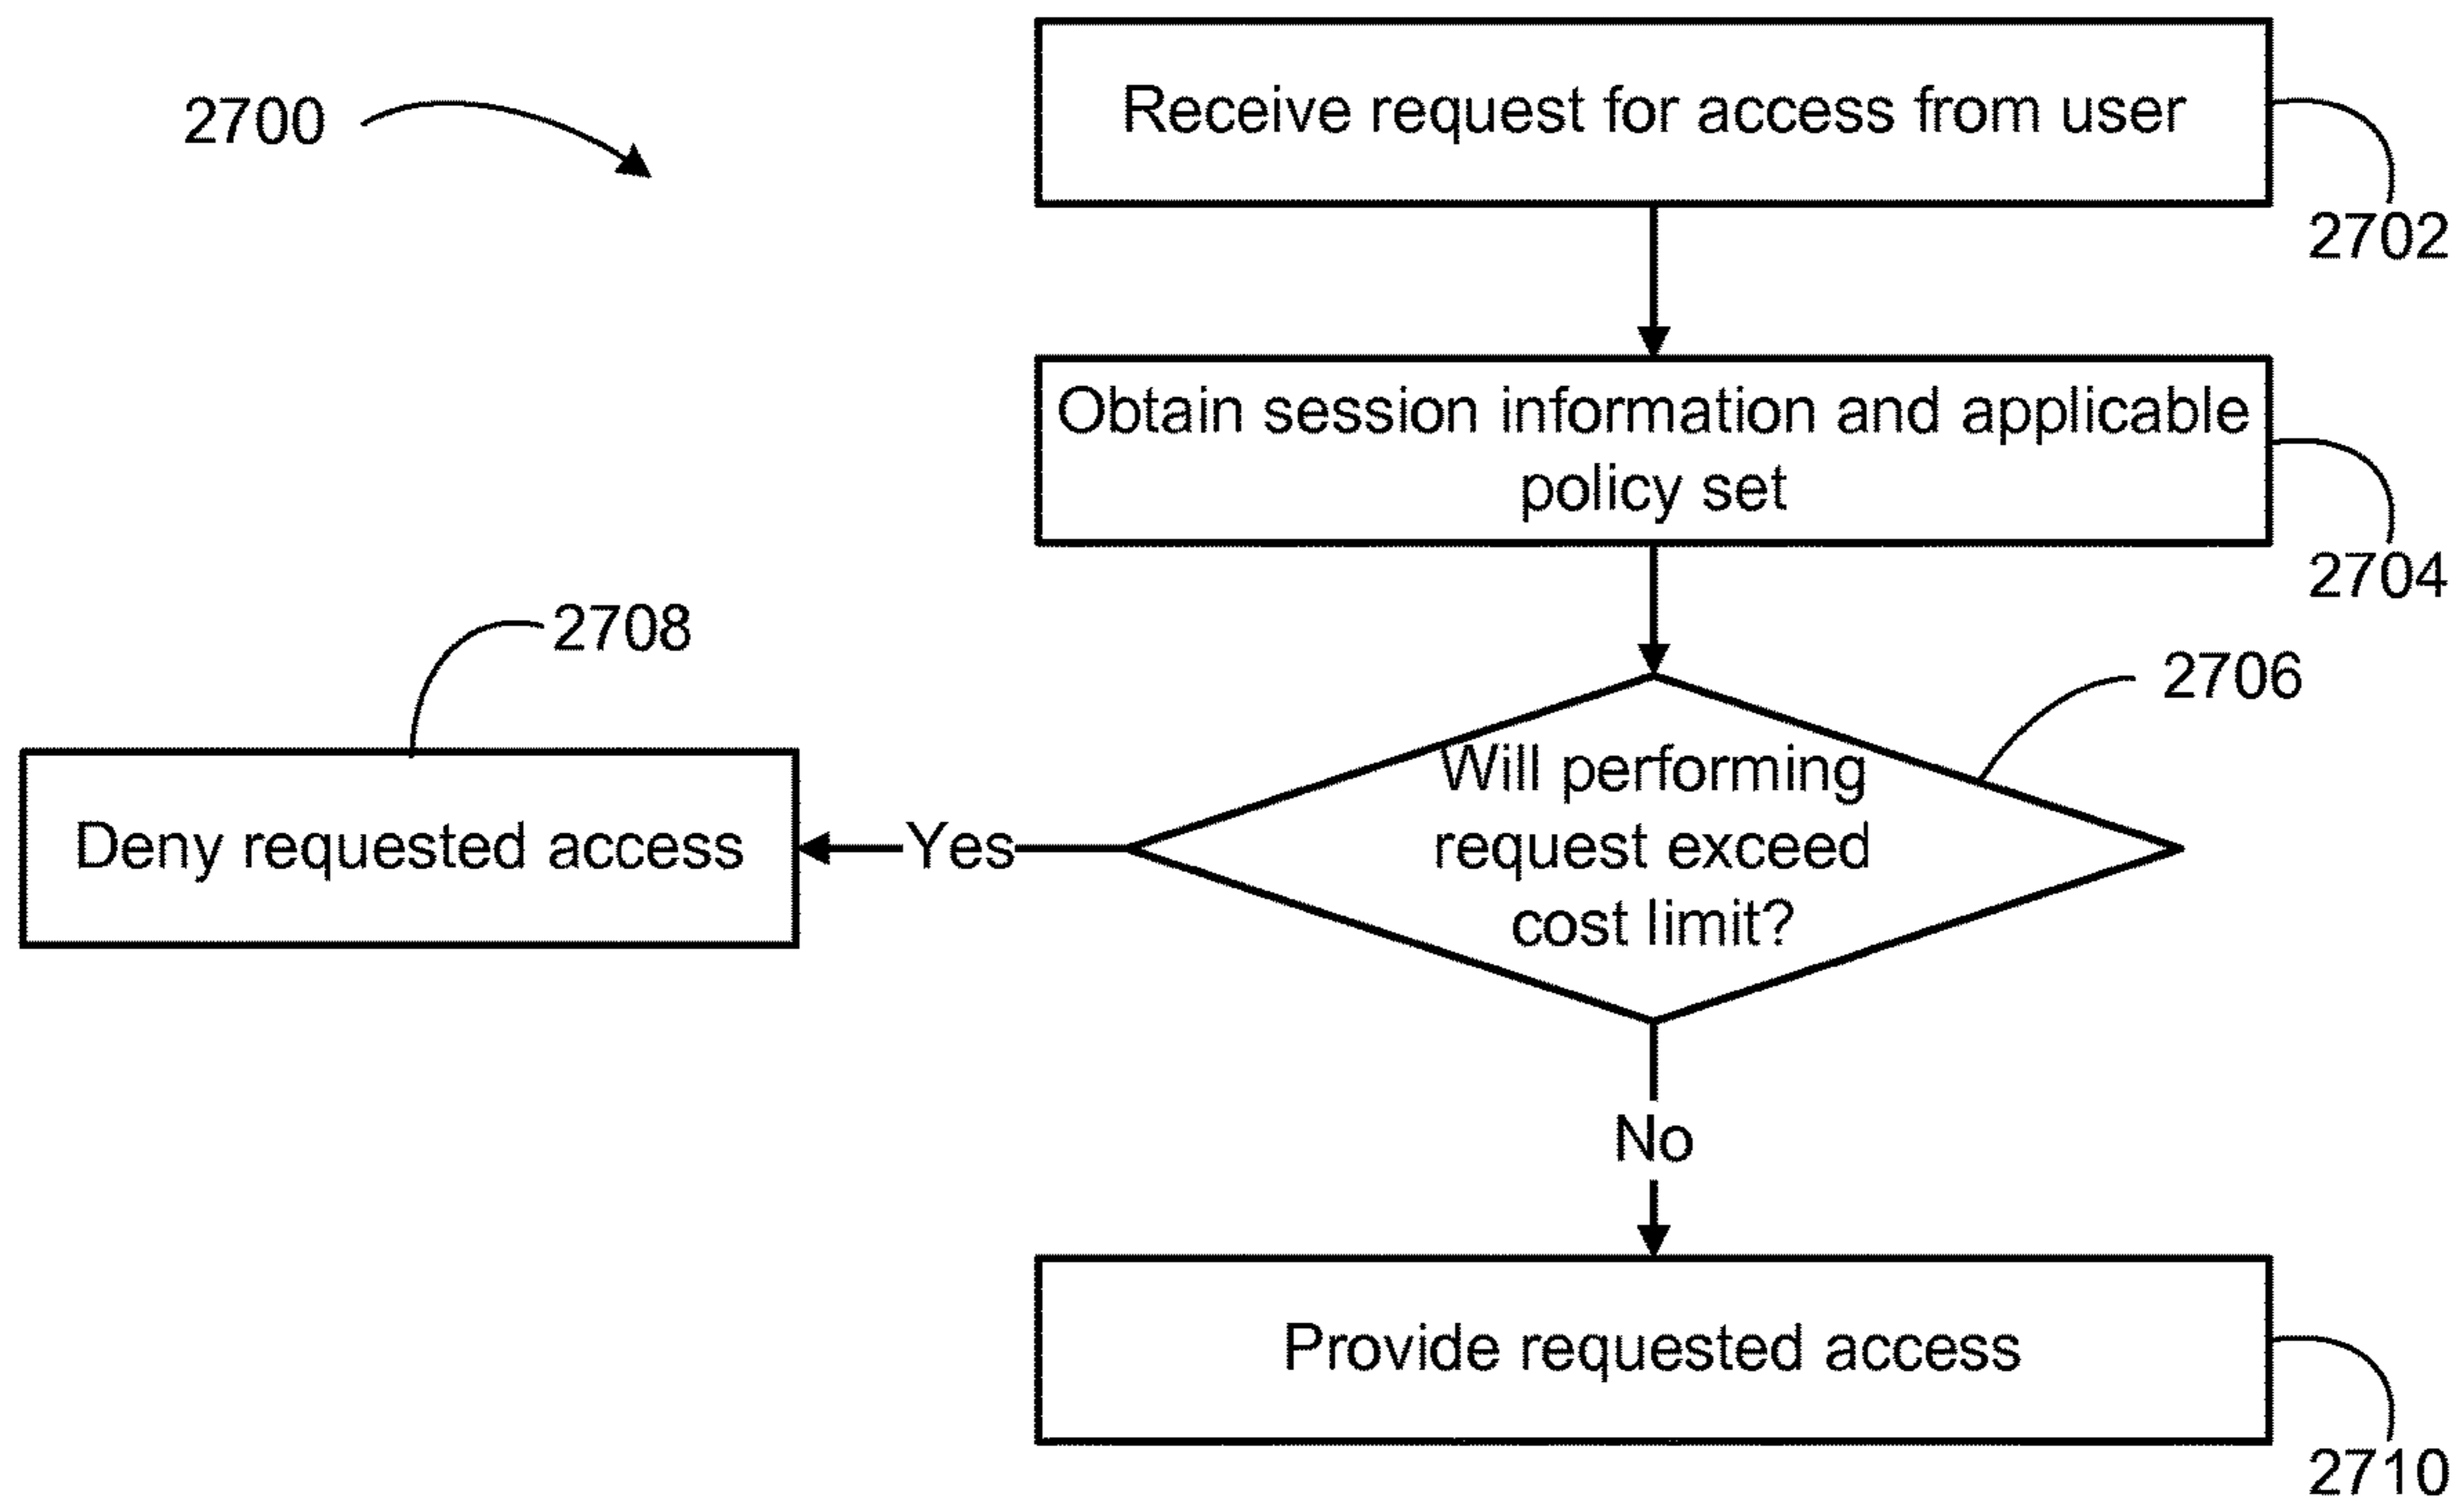 2700
Receive request for access from user
2702
Obtain session information and applicable
policy set
2704
2706
Will performing
request exceed
cost limit?
Yes
2708
Deny requested access
No
Provide requested access
2710